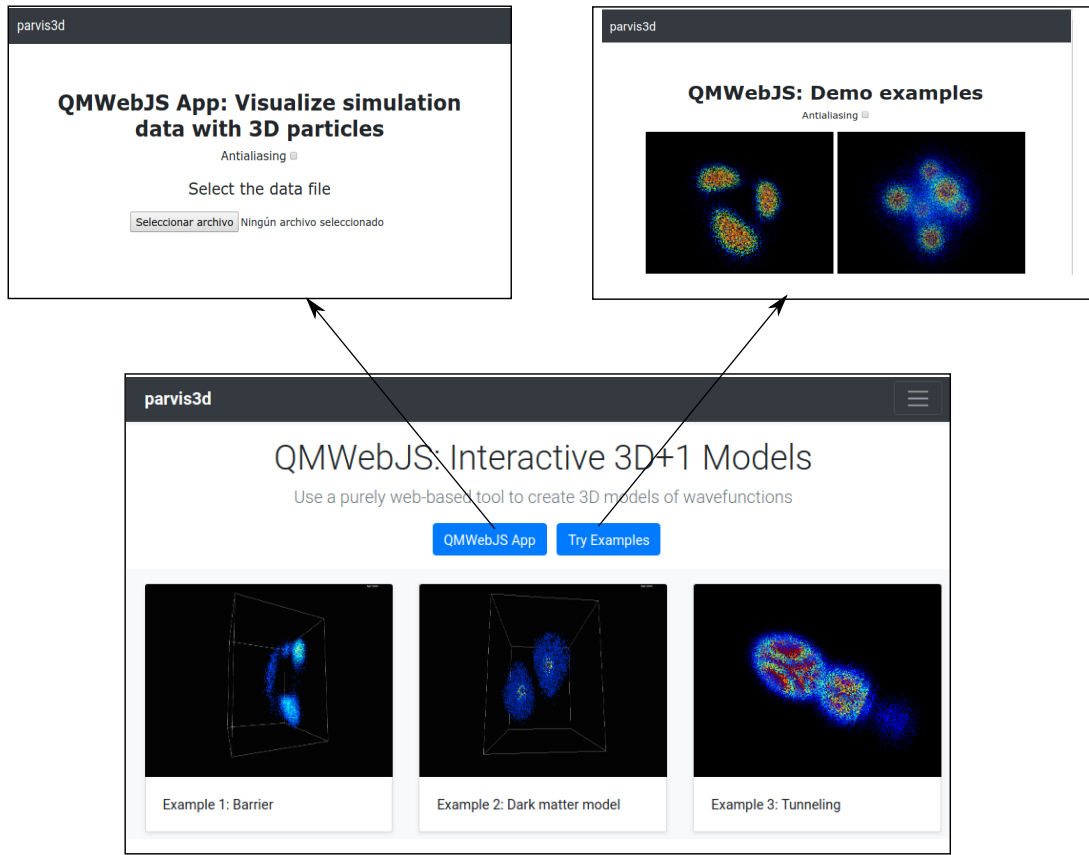 parvis3d
QMWebJS App: Visualize simulation
data with 3D particles
Antialiasing
Select the data file
Seleccionar archivo Ningún archivo seleccionado
parvis3d
QMWebJS: Demo examples
Antialiasing
parvis3d
QMWebJS: Interactive 3D+1 Models
Use a purely web-based tool to create 3D models of wavefunctions
QMWebJS App
Try Examples
Example 1: Barrier
Example 2: Dark matter model
Example 3: Tunneling